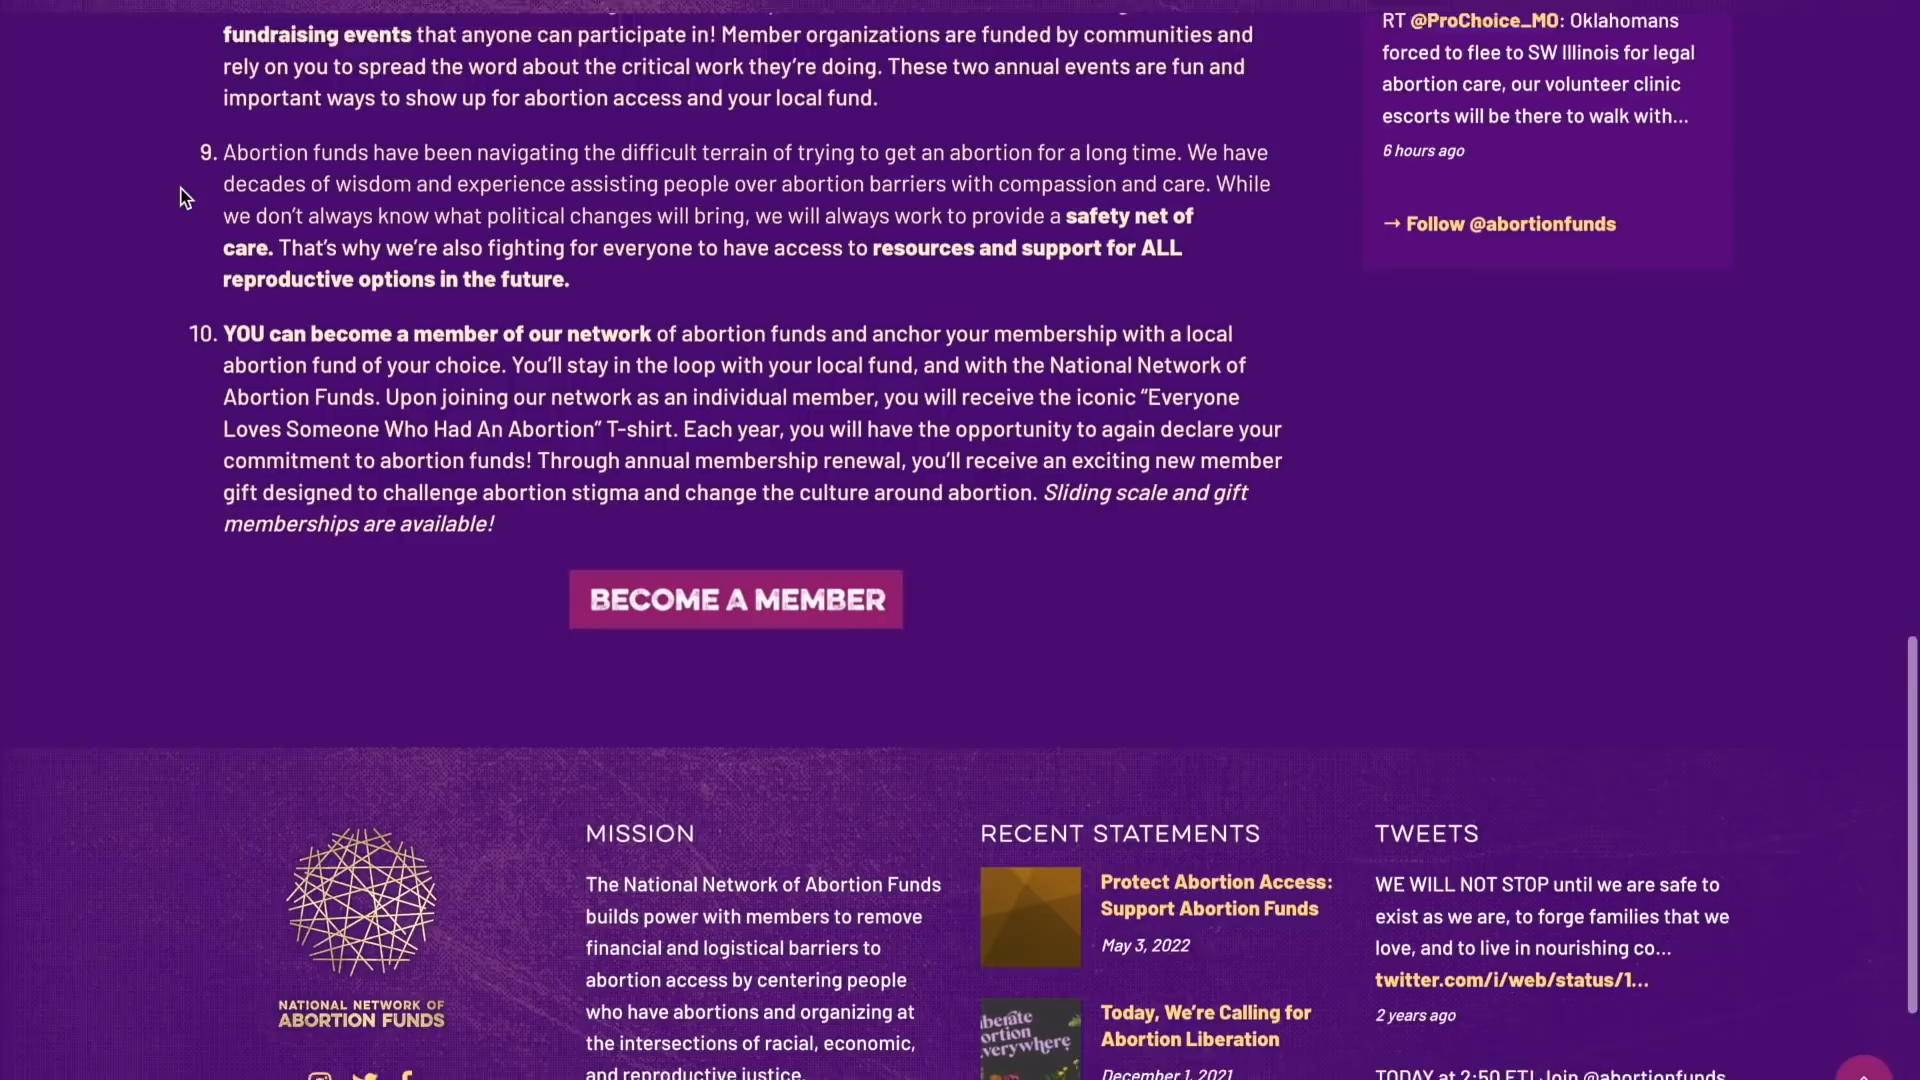 fundraising events that anyone can participate in! Member organizations are funded by communities and
rely on you to spread the word about the critical work they’re doing. These two annual events are fun and
important ways to show up for abortion access and your local fund.
9. Abortion funds have been navigating the difficult terrain of trying to get an abortion for a long time. We have
decades of wisdom and experience assisting people over abortion barriers with compassion and care. While
we don’t always know what political changes will bring, we will always work to provide a safety net of
care. That’s why we’re also fighting for everyone to have access to resources and support for ALL
reproductive options in the future.
10. YOU can become a member of our network of abortion funds and anchor your membership with a local
abortion fund of your choice. You’ll stay in the loop with your local fund, and with the National Network of
Abortion Funds. Upon joining our network as an individual member, you will receive the iconic “Everyone
Loves Someone Who Had An Abortion” T-shirt. Each year, you will have the opportunity to again declare your
commitment to abortion funds! Through annual membership renewal, you’ll receive an exciting new member
gift designed to challenge abortion stigma and change the culture around abortion. Sliding scale and gift
memberships are available!
BECOME A MEMBER
RT @ProChoice_MO: Oklahomans
forced to flee to SW Illinois for legal
abortion care, our volunteer clinic
escorts will be there to walk with...
6 hours ago
→ Follow @abortionfunds
NATIONAL NETWORK OF
ABORTION FUNDS
MISSION
The National Network of Abortion Funds
builds power with members to remove
financial and logistical barriers to
abortion access by centering people
who have abortions and organizing at
the intersections of racial, economic,
and reproductive justice.
RECENT STATEMENTS
Protect Abortion Access:
Support Abortion Funds
May 3, 2022
Today, We’re Calling for
Abortion Liberation
December 1, 2021
TWEETS
WE WILL NOT STOP until we are safe to
exist as we are, to forge families that we
love, and to live in nourishing co...
twitter.com/i/web/status/1...
2 years ago
TODAY at 2:50 ET! Join @abortionfunds